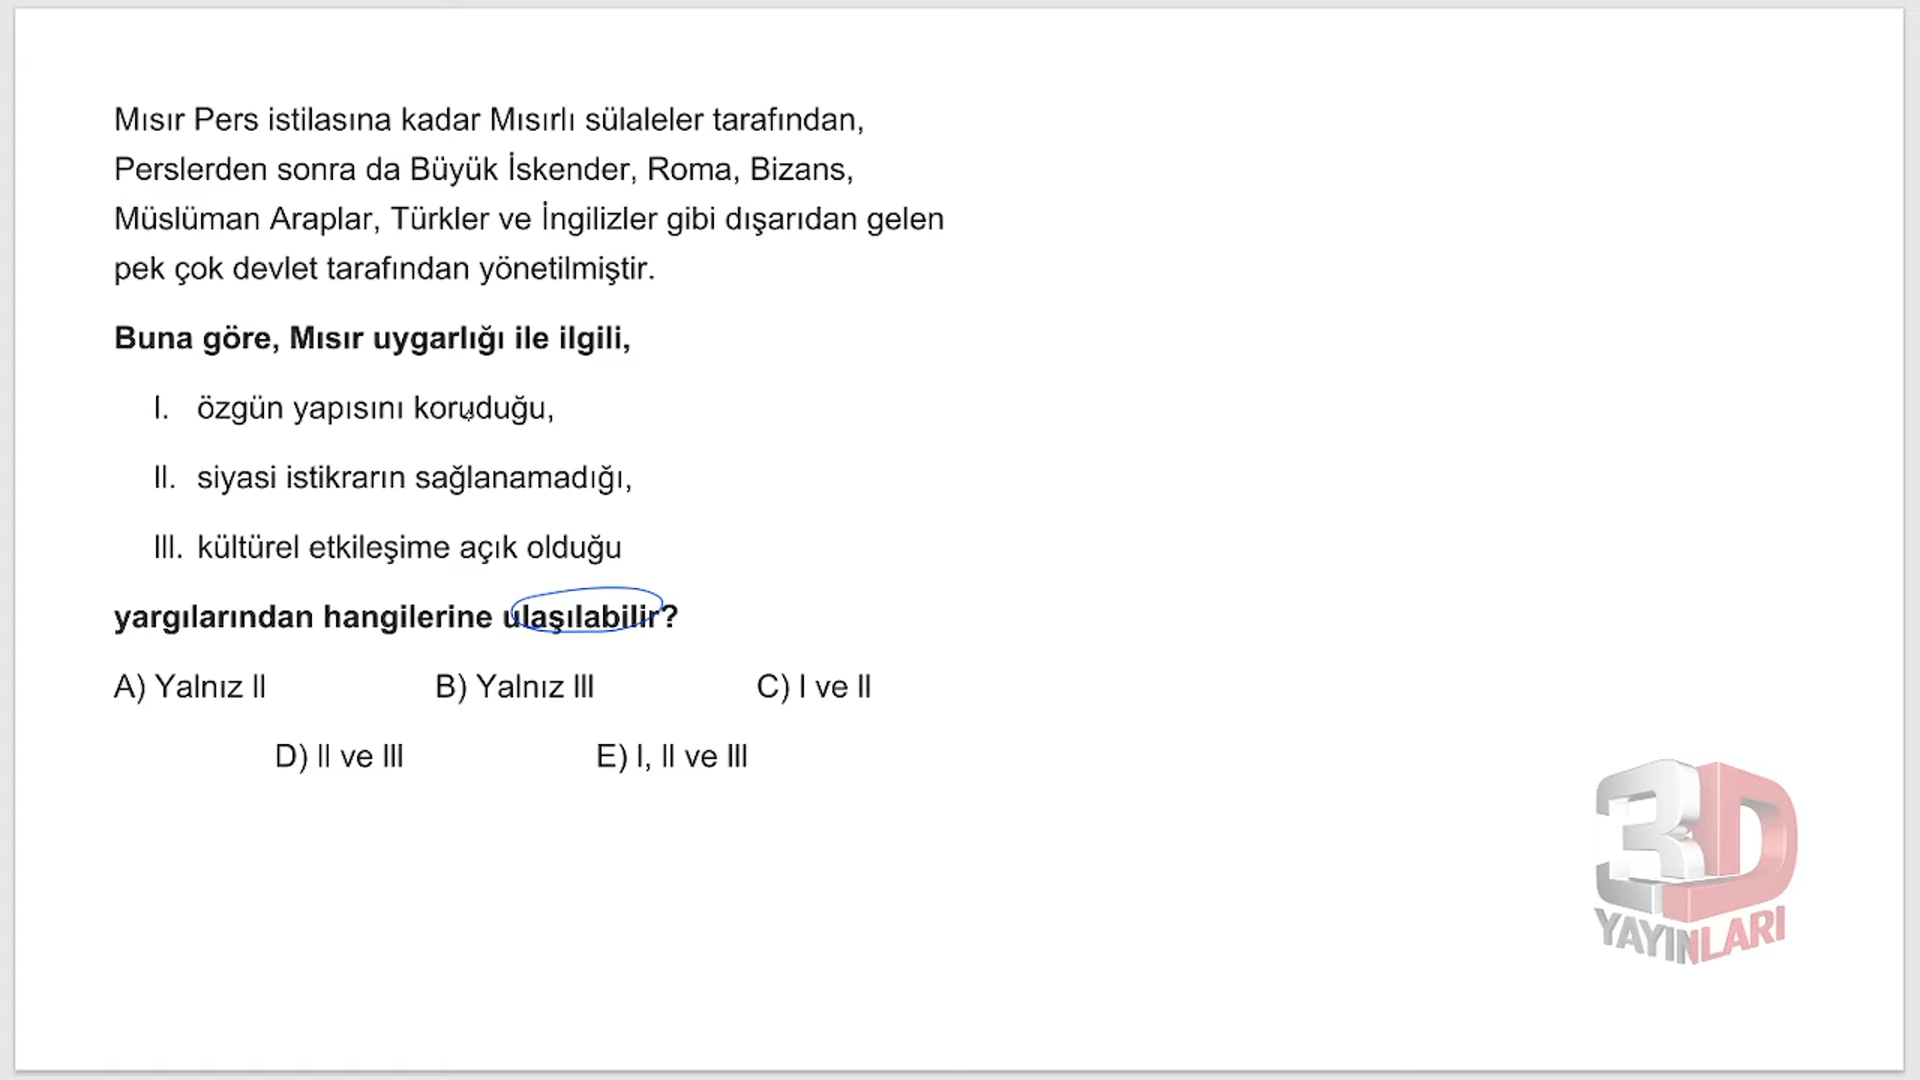 Mısır Pers istilasına kadar Mısırlı sülaleler tarafından,
Perslerden sonra da Büyük İskender, Roma, Bizans,
Müslüman Araplar, Türkler ve İngilizler gibi dışarıdan gelen
pek çok devlet tarafından yönetilmiştir.
Buna göre, Mısır uygarlığı ile ilgili,
I. özgün yapısını koruduğu,
II. siyasi istikrarın sağlanamadığı,
III. kültürel etkileşime açık olduğu
yargılarından hangilerine ulaşılabilir?
A) Yalnız II B) Yalnız III C) I ve II
D) II ve III E) I, II ve III
3D
YAYINLARI